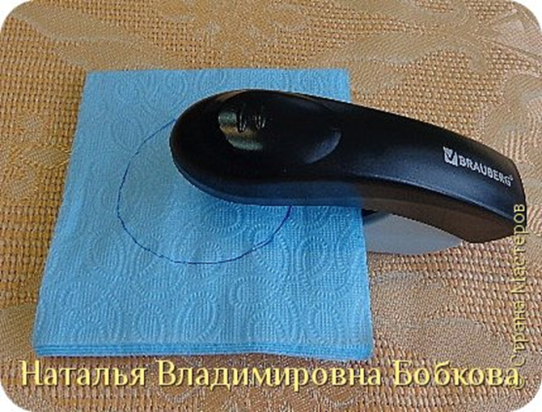 BRAUBERG
Страна Мастеров
Наталья Владимировна Бобкова